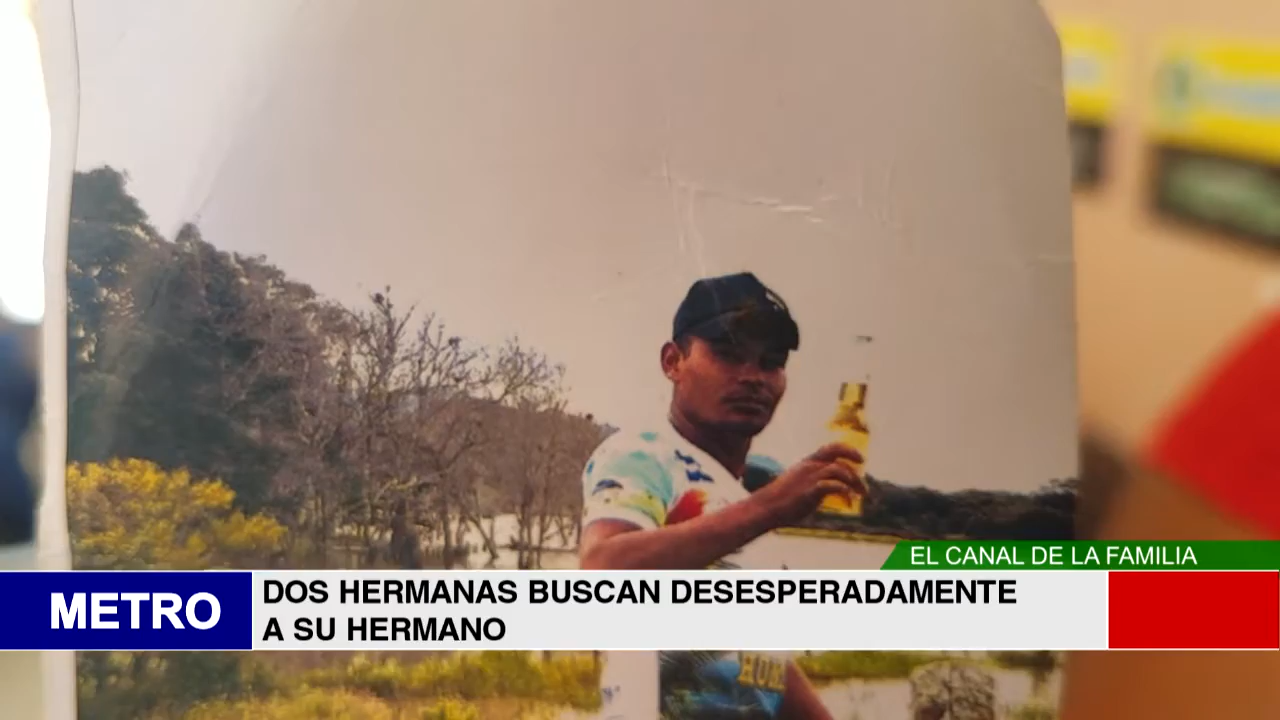 EL CANAL DE LA FAMILIA
METRO
DOS HERMANAS BUSCAN DESESPERADAMENTE
A SU HERMANO